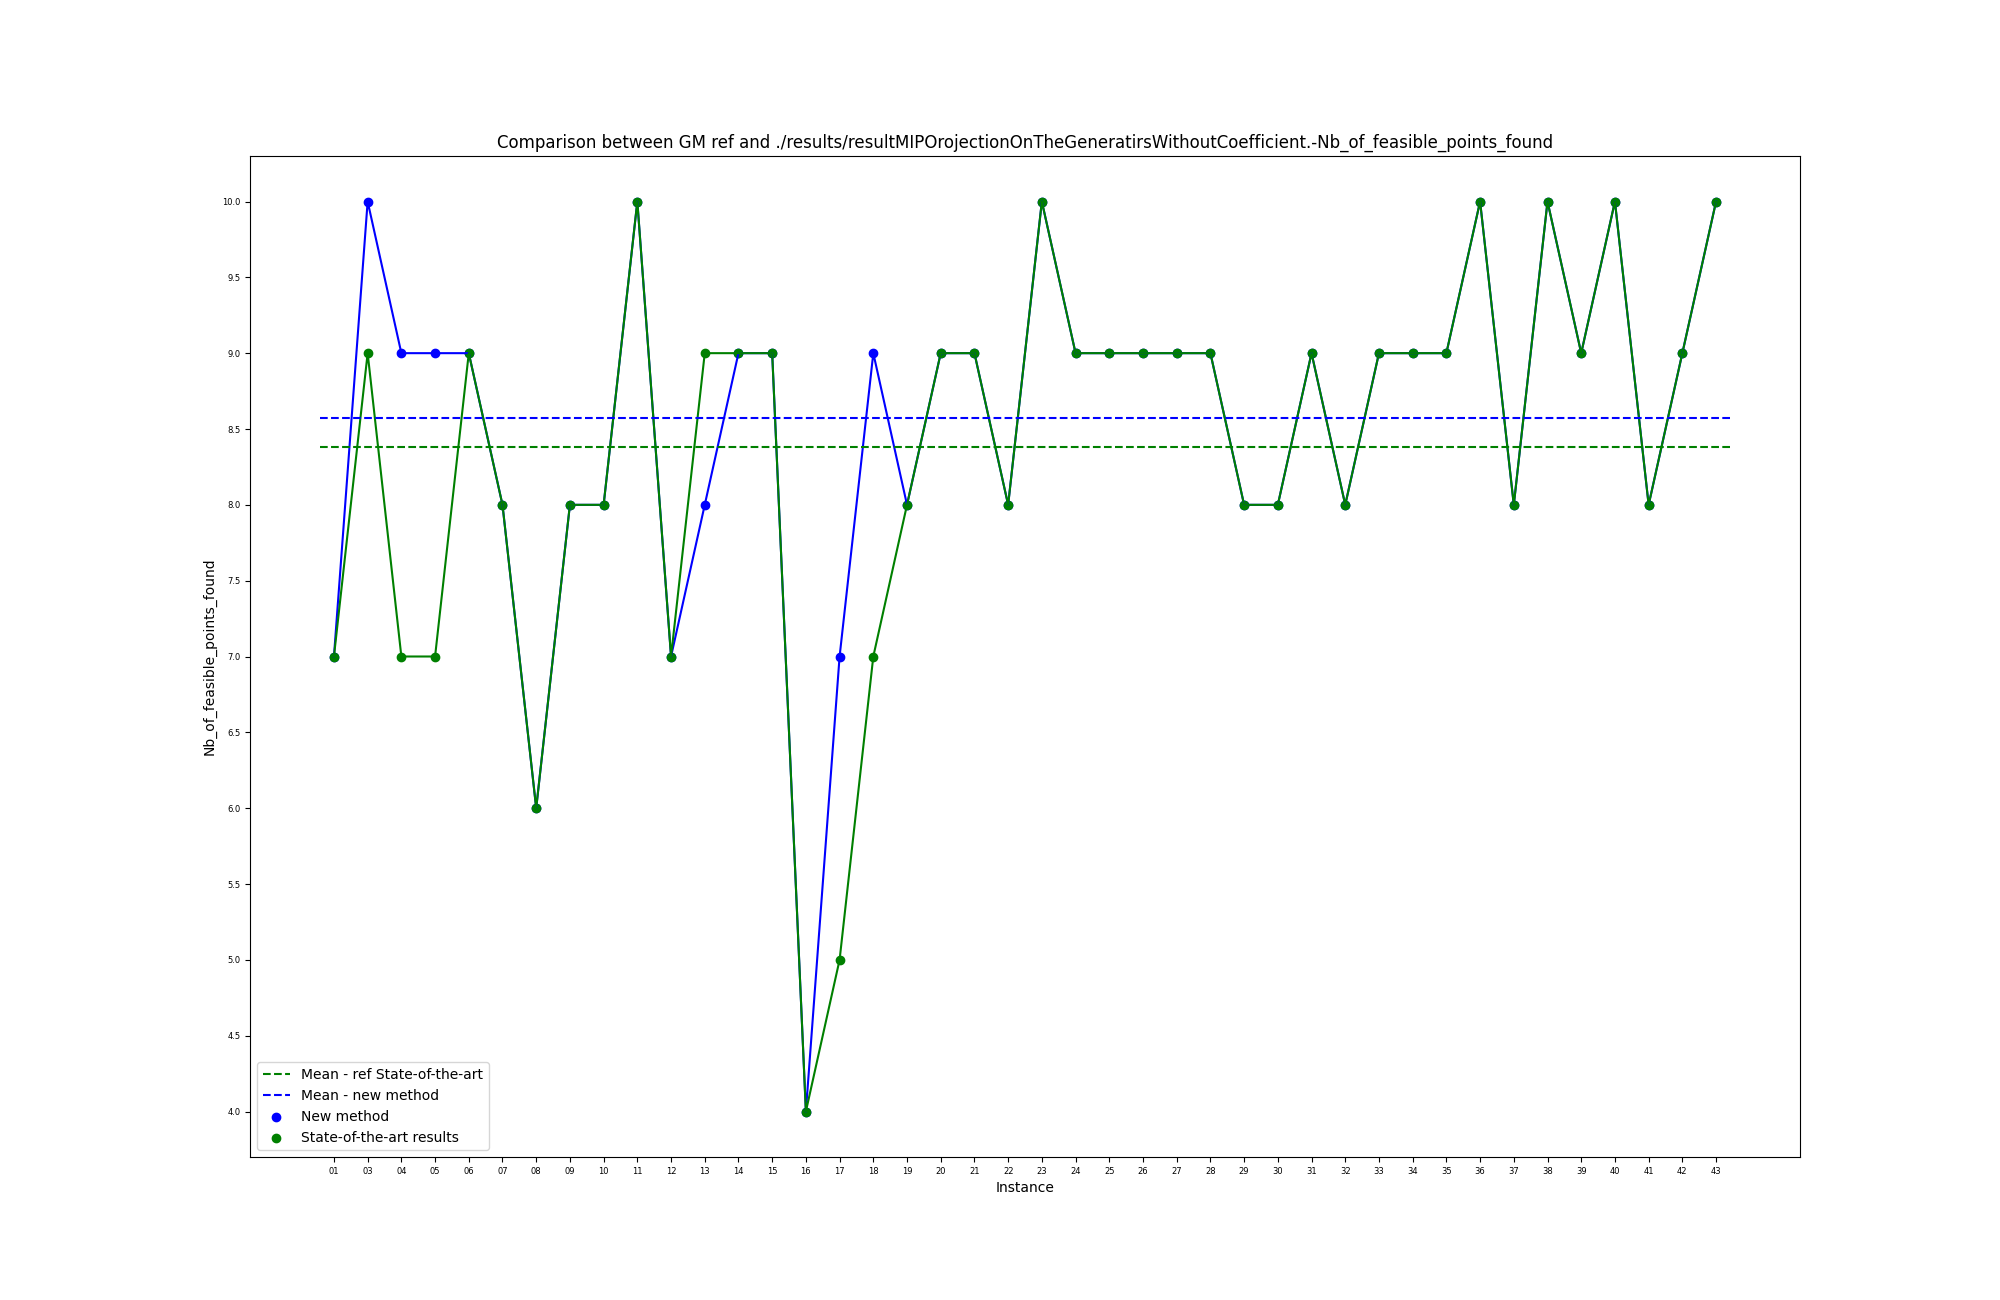 Comparison between GM ref and ./results/resultMIPOrojectionOnTheGeneratirsWithoutCoefficient.-Nb_of_feasible_points_found
10.0
9.5
9.0
8.5
8.0
7.5
7.0
6.5
6.0
5.5
5.0
4.5
4.0
Nb_of_feasible_points_found
Mean - ref State-of-the-art
Mean - new method
New method
State-of-the-art results
01 03 04 05 06 07 08 09 10 11 12 13 14 15 16 17 18 19 20 21 22 23 24 25 26 27 28 29 30 31 32 33 34 35 36 37 38 39 40 41 42 43
Instance